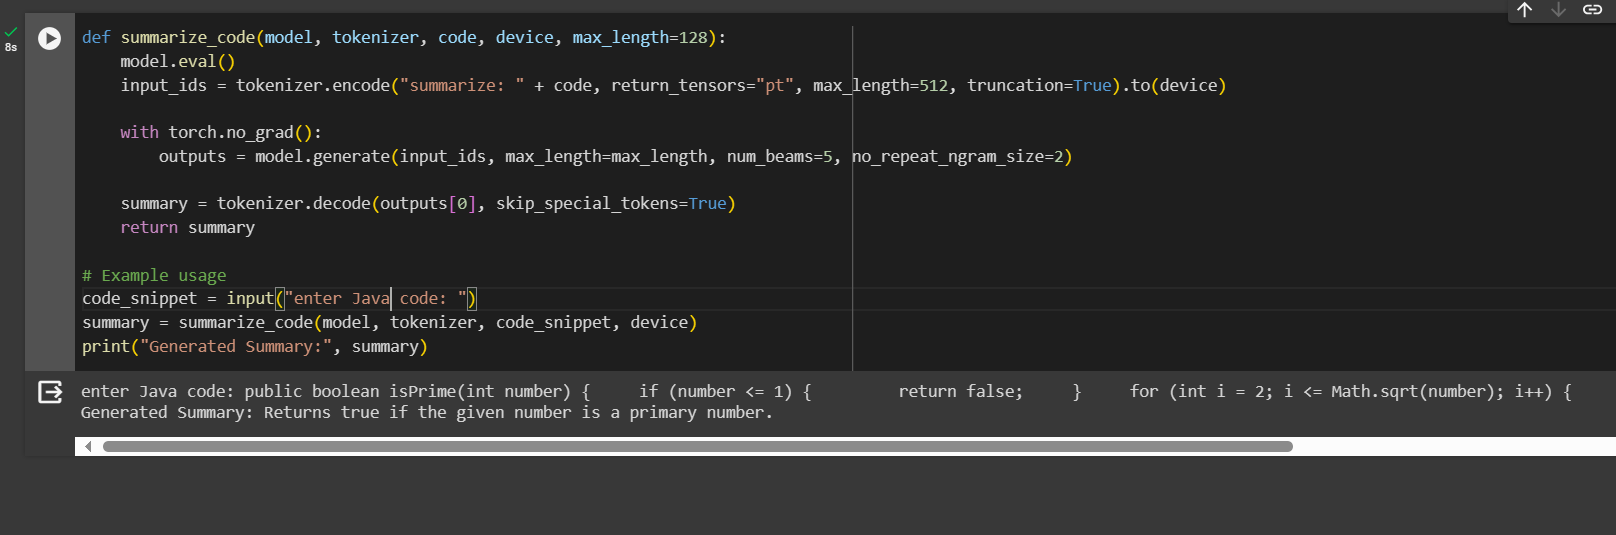 8s
def summarize_code(model, tokenizer, code, device, max_length=128):
    model.eval()
    input_ids = tokenizer.encode("summarize: " + code, return_tensors="pt", max_length=512, truncation=True).to(device)
    with torch.no_grad():
        outputs = model.generate(input_ids, max_length=max_length, num_beams=5, no_repeat_ngram_size=2)
    summary = tokenizer.decode(outputs[0], skip_special_tokens=True)
    return summary
# Example usage
code_snippet = input("enter Java code: ")
summary = summarize_code(model, tokenizer, code_snippet, device)
print("Generated Summary:", summary)
enter Java code: public boolean isPrime(int number) {     if (number <= 1) {         return false;     }     for (int i = 2; i <= Math.sqrt(number); i++) {
Generated Summary: Returns true if the given number is a primary number.